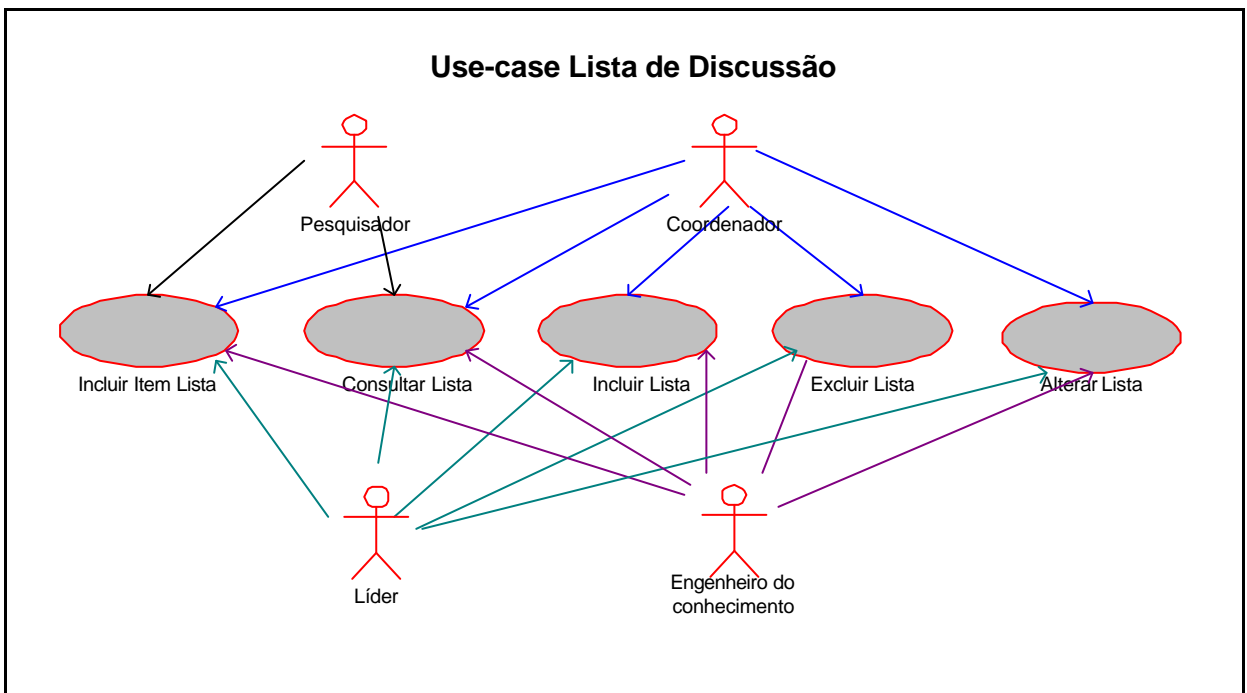 Use-case Lista de Discussão
Pesquisador
Coordenador
Incluir Item Lista
Consultar Lista
Incluir Lista
Excluir Lista
Alterar Lista
Líder
Engenheiro do
conhecimento